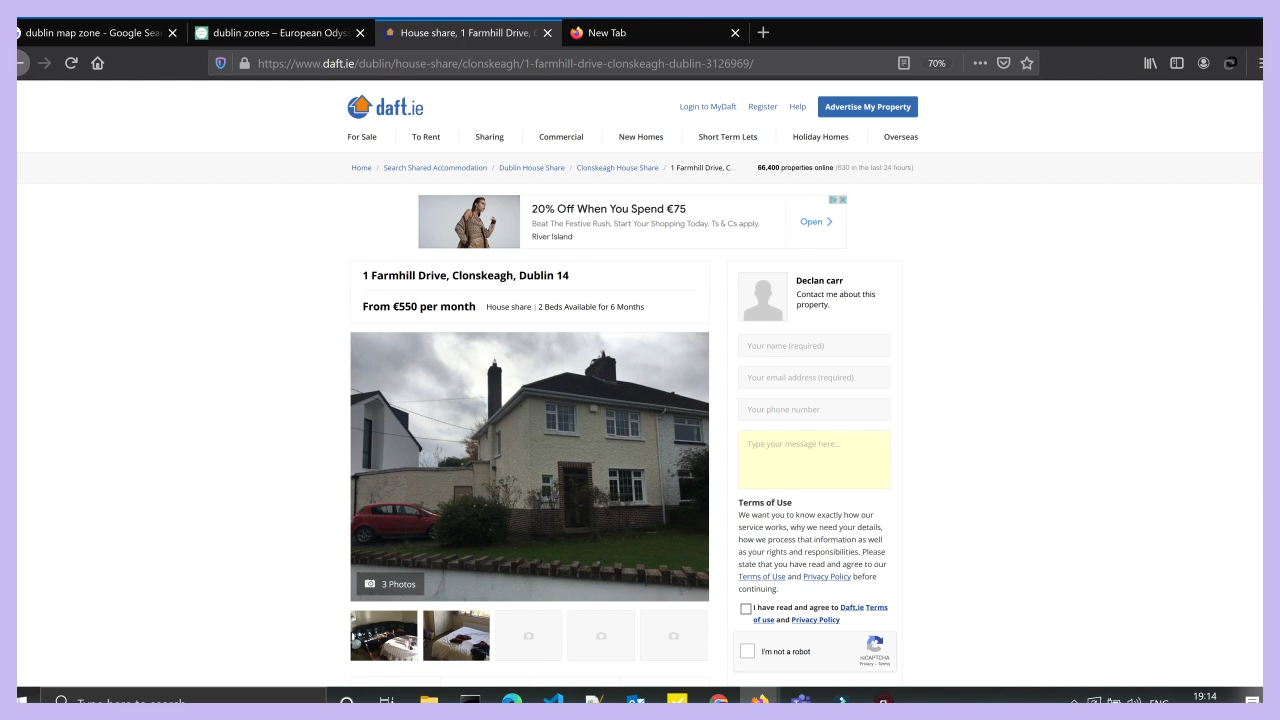 dublin map zone - Google Sear
dublin zones – European Odyss
House share, 1 Farmhill Drive, C
New Tab
https://www.daft.ie/dublin/house-share/clonskeagh/1-farmhill-drive-clonskeagh-dublin-3126969/
70%
daft.ie
Login to MyDaft
Register
Help
Advertise My Property
For Sale
To Rent
Sharing
Commercial
New Homes
Short Term Lets
Holiday Homes
Overseas
Home / Search Shared Accommodation / Dublin House Share / Clonskeagh House Share / 1 Farmhill Drive, C...
66,400 properties online (630 in the last 24 hours)
20% Off When You Spend €75
Beat The Festive Rush, Start Your Shopping Today. Ts & Cs apply.
River Island
Open
1 Farmhill Drive, Clonskeagh, Dublin 14
From €550 per month House share | 2 Beds Available for 6 Months
3 Photos
Declan carr
Contact me about this
property.
Your name (required)
Your email address (required)
Your phone number
Type your message here...
Terms of Use
We want you to know exactly how our
service works, why we need your details,
how we process that information as well
as your rights and responsibilities. Please
state that you have read and agree to our
Terms of Use and Privacy Policy before
continuing.
I have read and agree to Daft.ie Terms
of use and Privacy Policy
I'm not a robot
reCAPTCHA
Privacy - Terms
Type here to search
ENG
19:14